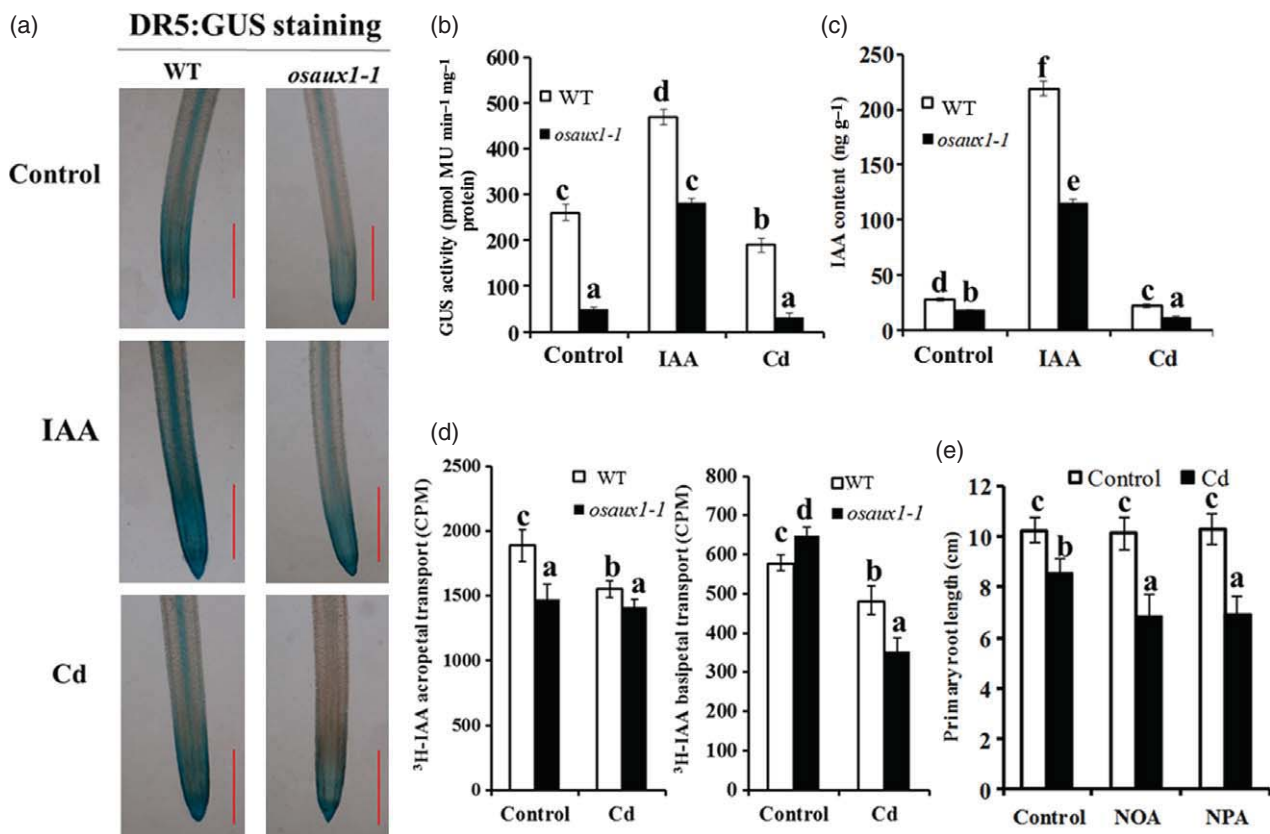 (a)
DR5:GUS staining
WT
osaux1-1
Control
IAA
Cd
(b)
GUS activity (pmol MU min⁻¹ mg⁻¹
protein)
600
500
400
300
200
100
0
WT
osaux1-1
c
a
d
c
b
a
Control
IAA
Cd
(c)
IAA content (ng g⁻¹)
250
200
150
100
50
0
WT
osaux1-1
d
b
f
e
c
a
Control
IAA
Cd
(d)
³H-IAA acropetal transport (CPM)
2500
2000
1500
1000
500
0
WT
osaux1-1
c
a
b
a
Control
Cd
³H-IAA basipetal transport (CPM)
800
700
600
500
400
300
200
100
0
WT
osaux1-1
c
d
b
a
Control
Cd
(e)
Primary root length (cm)
12
10
8
6
4
2
0
Control
Cd
c
b
c
a
c
a
Control
NOA
NPA